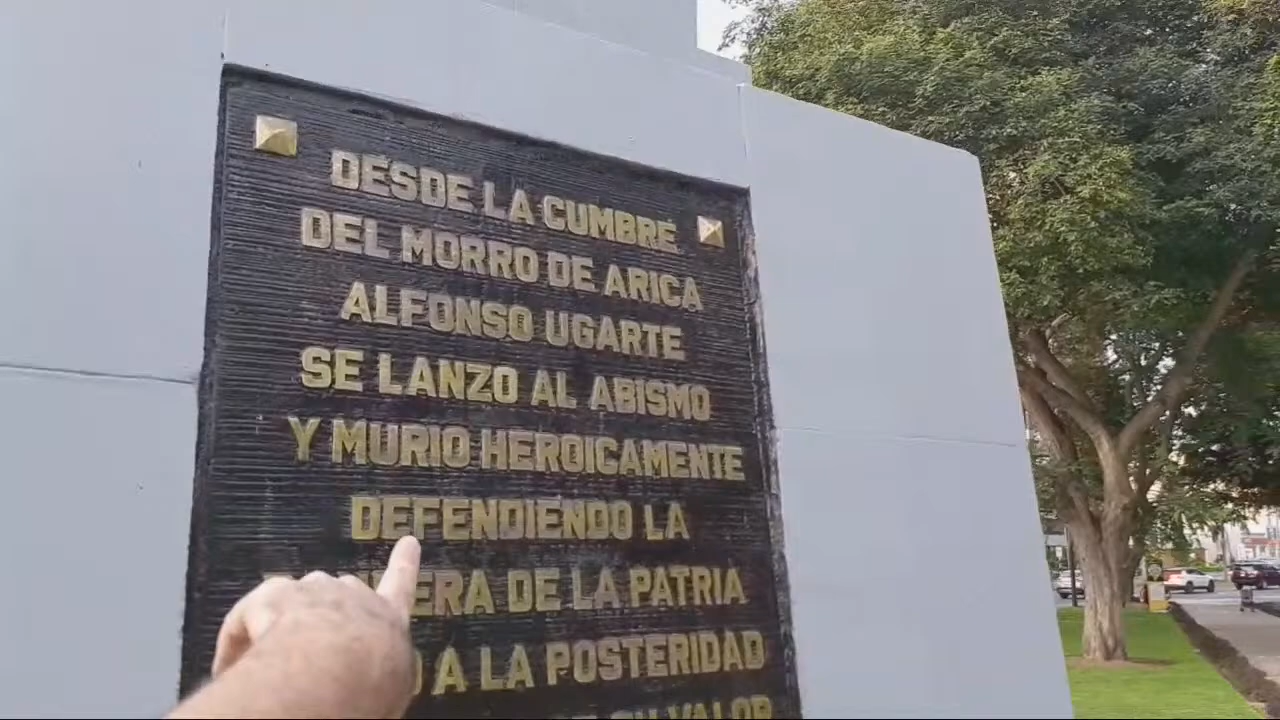 DESDE LA CUMBRE
DEL MORRO DE ARICA
ALFONSO UGARTE
SE LANZO AL ABISMO
Y MURIO HEROICAMENTE
DEFENDIENDO LA
DE LA PATRIA
A LA POSTERIDAD
SU VALOR